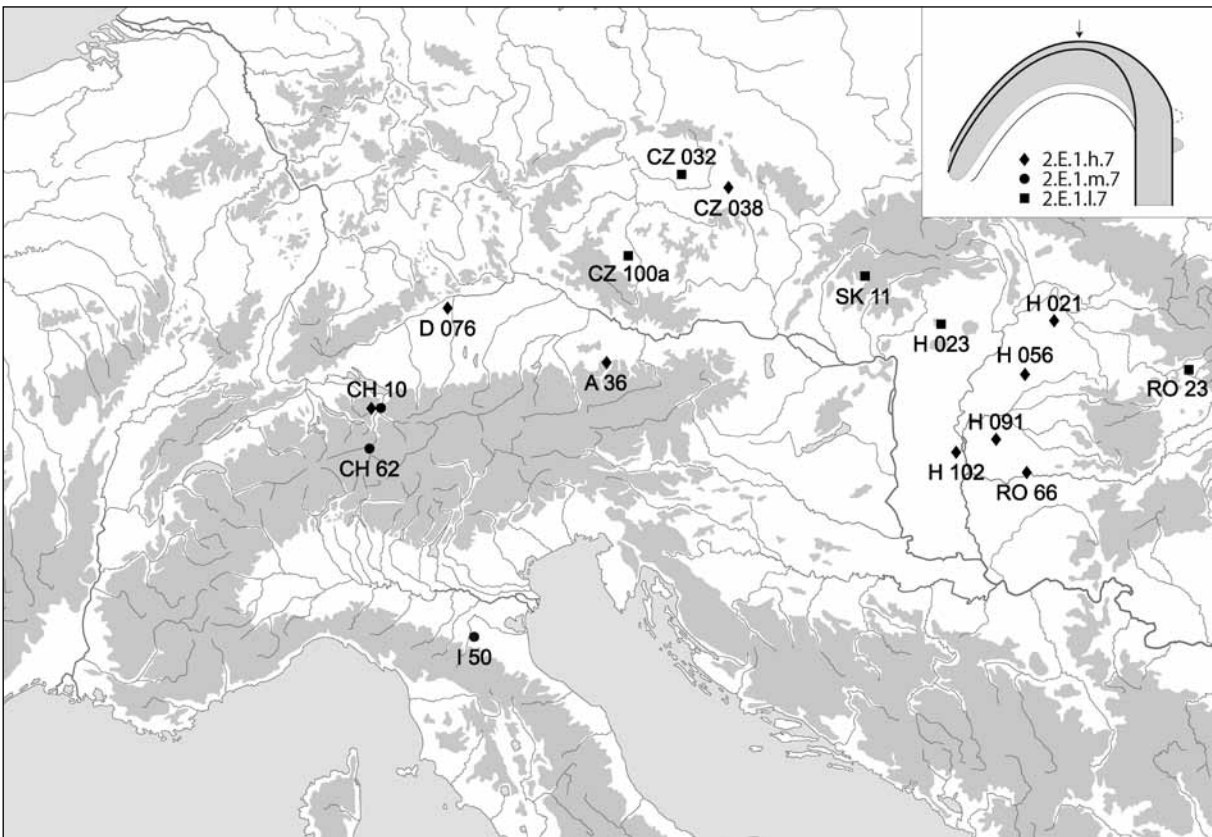 2.E.1.h.7
2.E.1.m.7
2.E.1.l.7
CZ 032
CZ 038
CZ 100a
SK 11
D 076
H 021
H 023
H 056
A 36
RO 23
CH 10
H 091
CH 62
H 102
RO 66
I 50